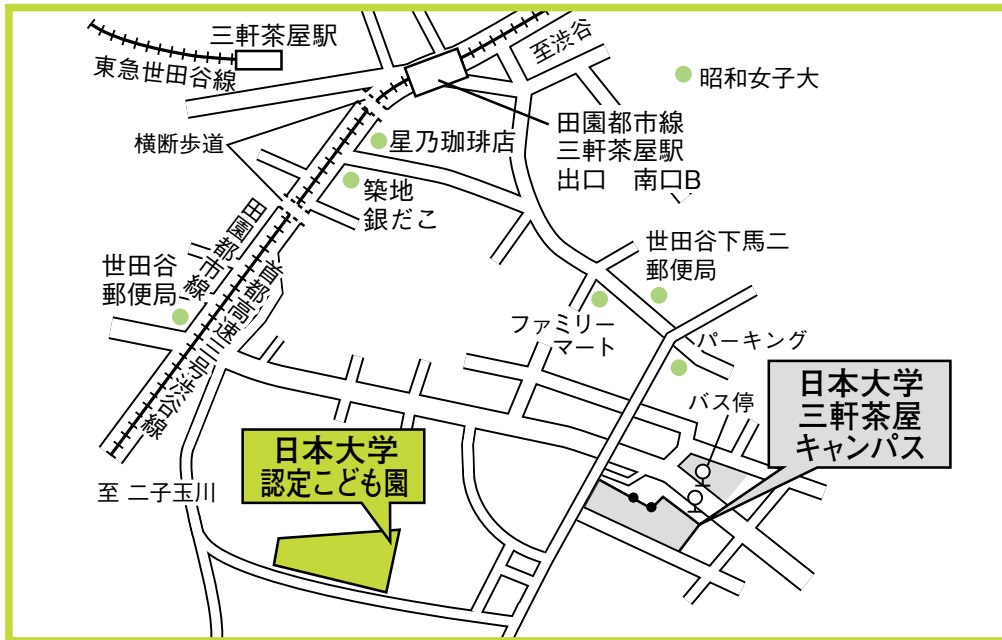 三軒茶屋駅
東急世田谷線
至渋谷
昭和女子大
田園都市線
三軒茶屋駅
出口　南口B
横断歩道
星乃珈琲店
築地
銀だこ
田園都市線
首都高速三号渋谷線
世田谷
郵便局
世田谷下馬二
郵便局
ファミリー
マート
パーキング
バス停
日本大学
三軒茶屋
キャンパス
日本大学
認定こども園
至 二子玉川